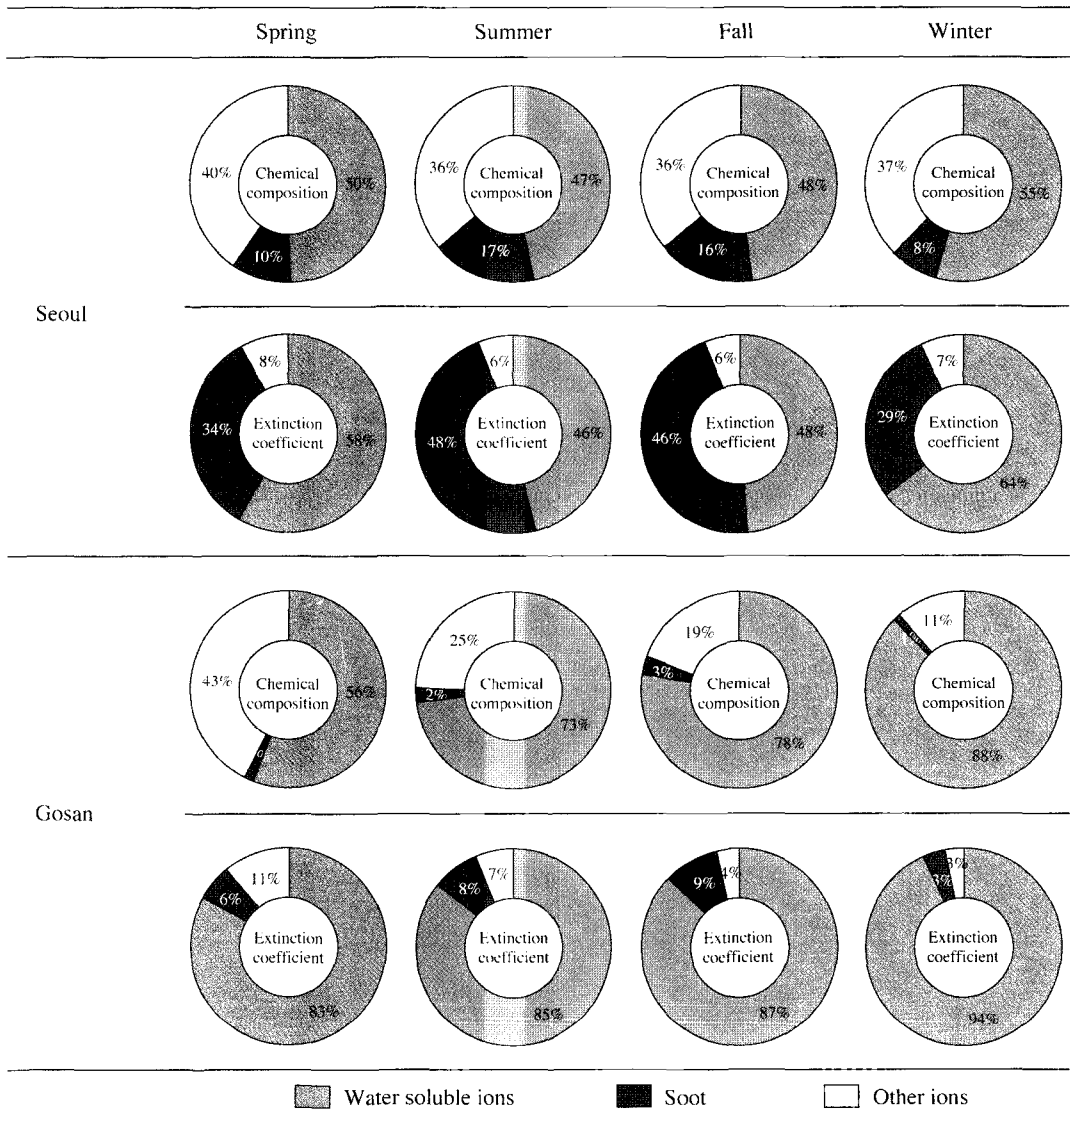 Spring Summer Fall Winter
40% Chemical composition 50% 10%
36% Chemical composition 47% 17%
36% Chemical composition 48% 16%
37% Chemical composition 55% 8%
Seoul
8% 34% Extinction coefficient 58%
6% 48% Extinction coefficient 46%
6% 46% Extinction coefficient 48%
7% 29% Extinction coefficient 64%
43% Chemical composition 56%
25% 2% Chemical composition 73%
19% 3% Chemical composition 78%
11% Chemical composition 88%
Gosan
11% 6% Extinction coefficient 83%
7% 8% Extinction coefficient 85%
4% 9% Extinction coefficient 87%
3% 3% Extinction coefficient 94%
Water soluble ions Soot Other ions